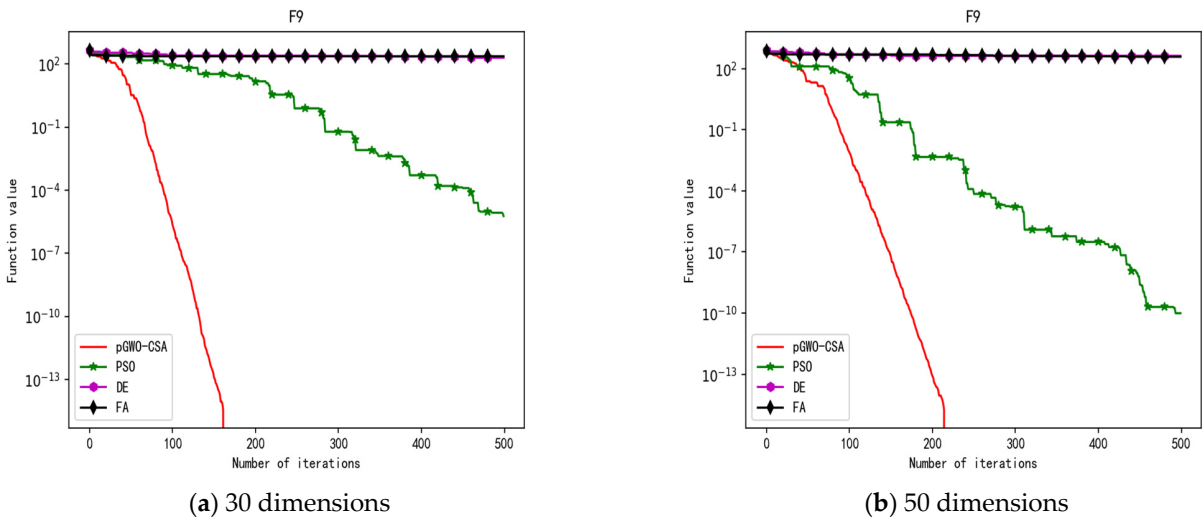 F9
Function value
10^2
10^-1
10^-4
10^-7
10^-10
10^-13
pGWO-CSA
PSO
DE
FA
0 100 200 300 400 500
Number of iterations
(a) 30 dimensions
F9
Function value
10^2
10^-1
10^-4
10^-7
10^-10
10^-13
pGWO-CSA
PSO
DE
FA
0 100 200 300 400 500
Number of iterations
(b) 50 dimensions